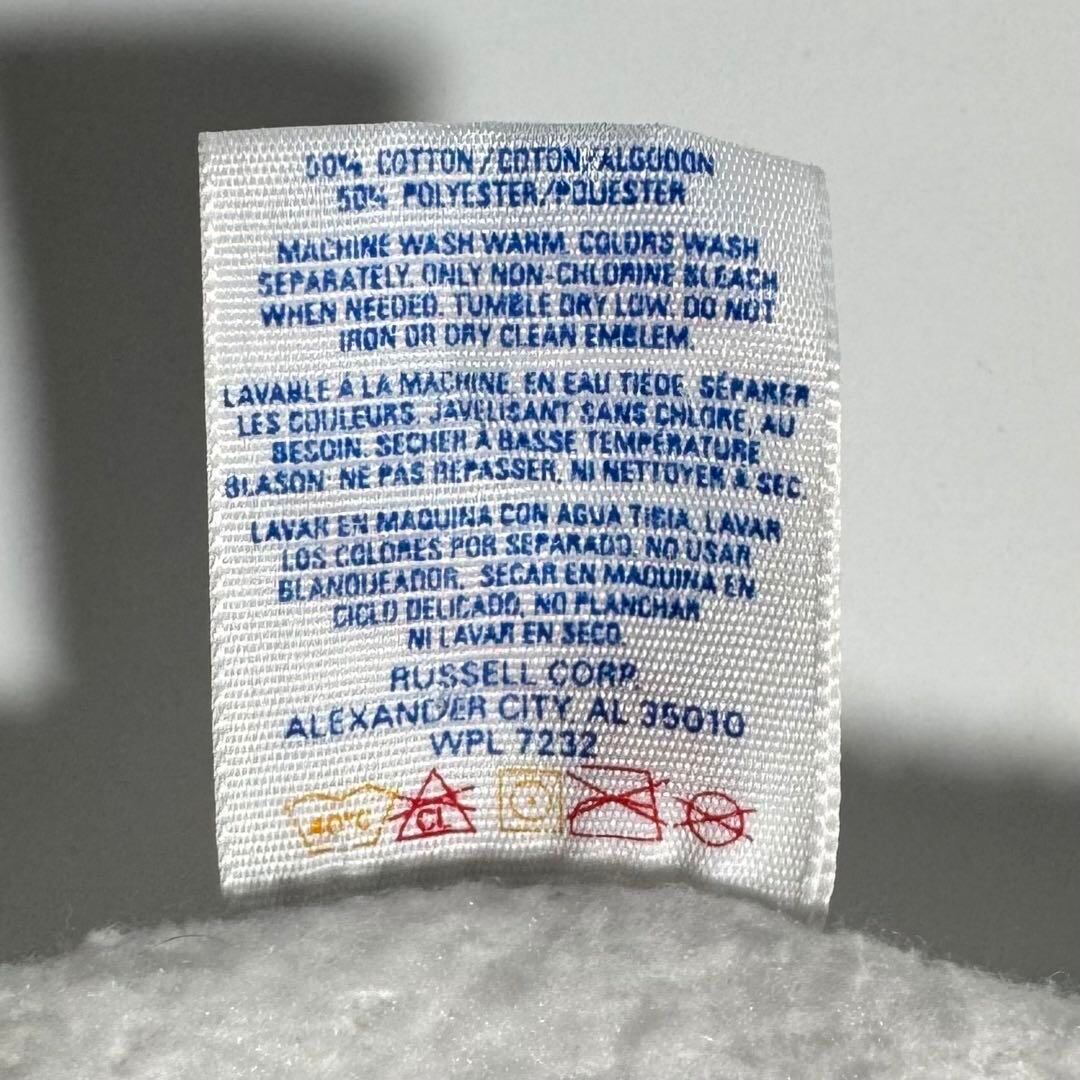 50% COTTON/COTON/ALGODON
50% POLYESTER/POLIESTER
MACHINE WASH WARM. COLORS WASH
SEPARATELY. ONLY NON-CHLORINE BLEACH
WHEN NEEDED. TUMBLE DRY LOW. DO NOT
IRON OR DRY CLEAN EMBLEM.
LAVABLE À LA MACHINE, EN EAU TIÈDE. SÉPARER
LES COULEURS. JAVELISANT SANS CHLORE, AU
BESOIN. SECHER À BASSE TEMPÉRATURE
BLASON: NE PAS REPASSER, NI NETTOYER À SEC.
LAVAR EN MAQUINA CON AGUA TIBIA. LAVAR
LOS COLORES POR SEPARADO. NO USAR
BLANQUEADOR. SECAR EN MAQUINA EN
CICLO DELICADO. NO PLANCHAR
NI LAVAR EN SECO.
RUSSELL CORP.
ALEXANDER CITY, AL 35010
WPL 7232
40°C CL